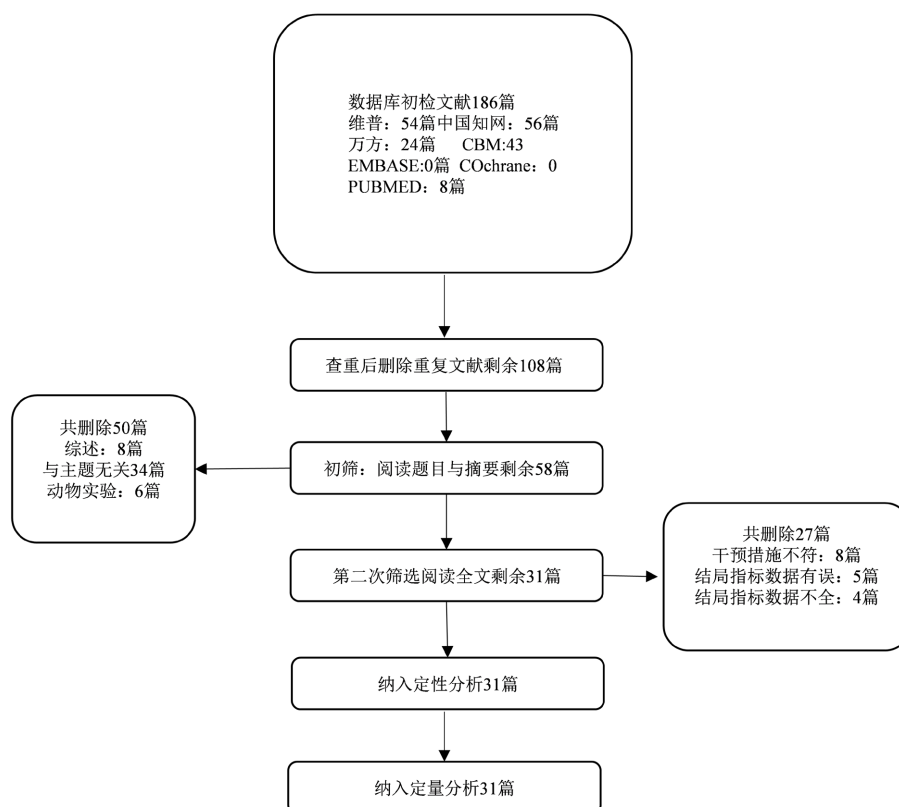 数据库初检文献186篇
维普：54篇中国知网：56篇
万方：24篇 CBM:43
EMBASE:0篇 COchrane：0
PUBMED：8篇
查重后删除重复文献剩余108篇
共删除50篇
综述：8篇
与主题无关34篇
动物实验：6篇
初筛：阅读题目与摘要剩余58篇
共删除27篇
干预措施不符：8篇
结局指标数据有误：5篇
结局指标数据不全：4篇
第二次筛选阅读全文剩余31篇
纳入定性分析31篇
纳入定量分析31篇